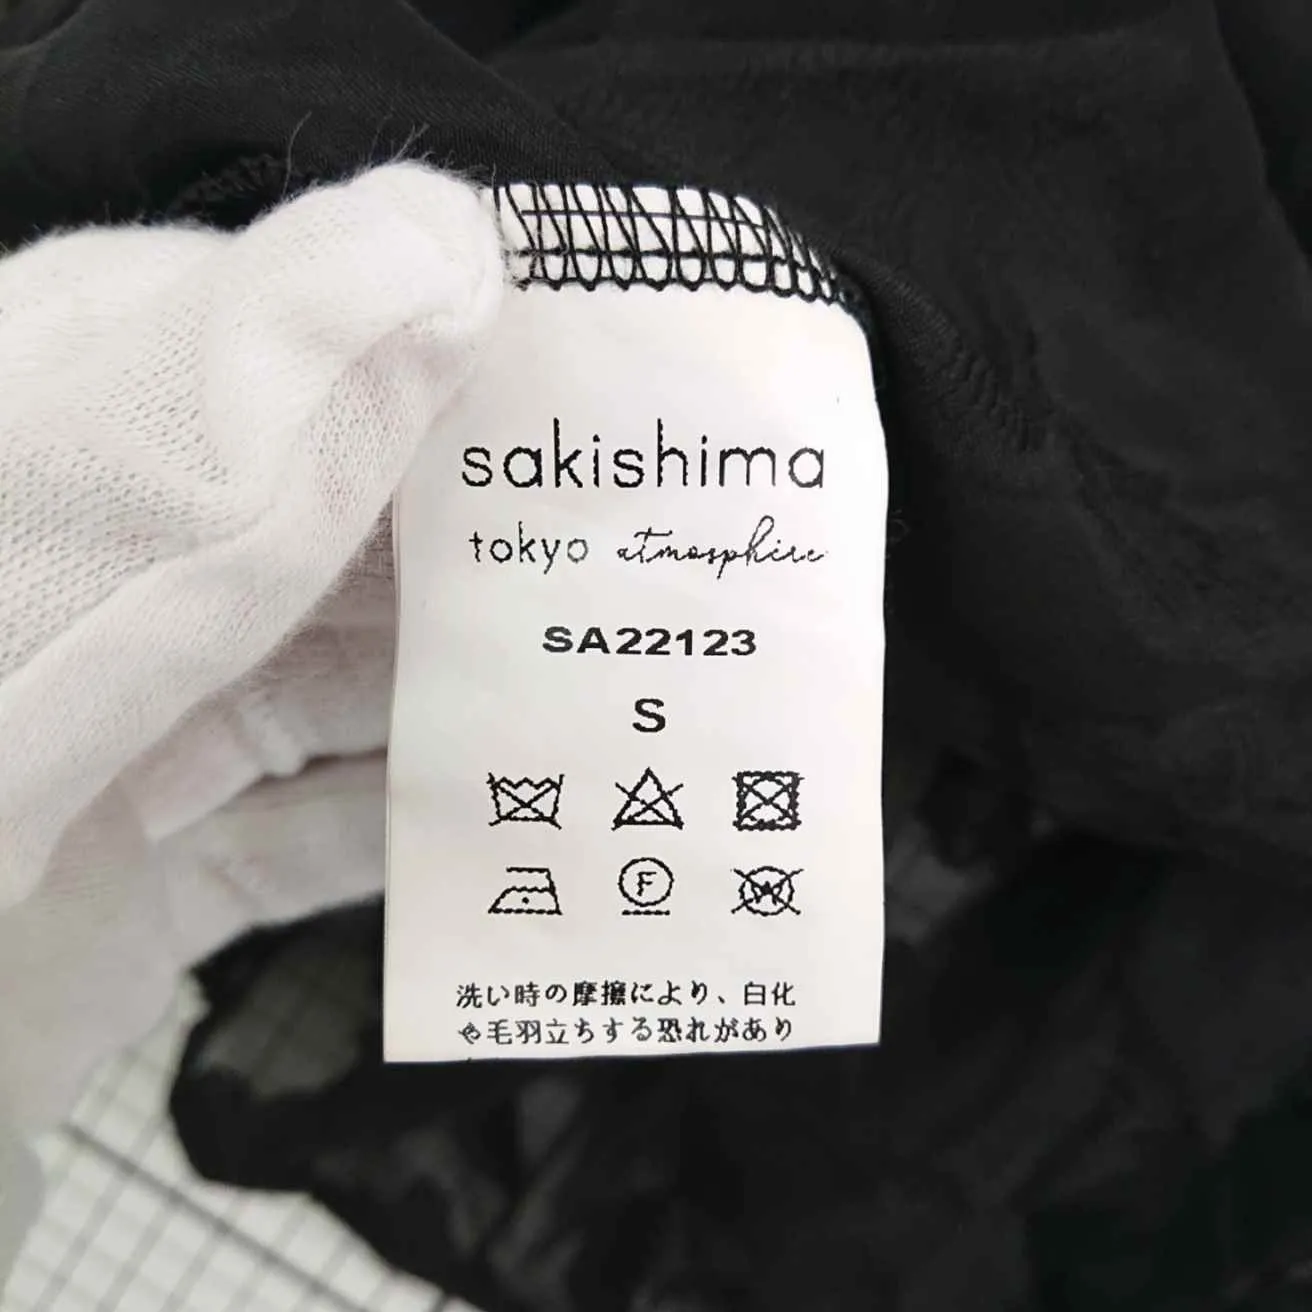 sakishima
tokyo atmosphere
SA22123
S
F
W
洗い時の摩擦により、白化
や毛羽立ちする恐れがあり